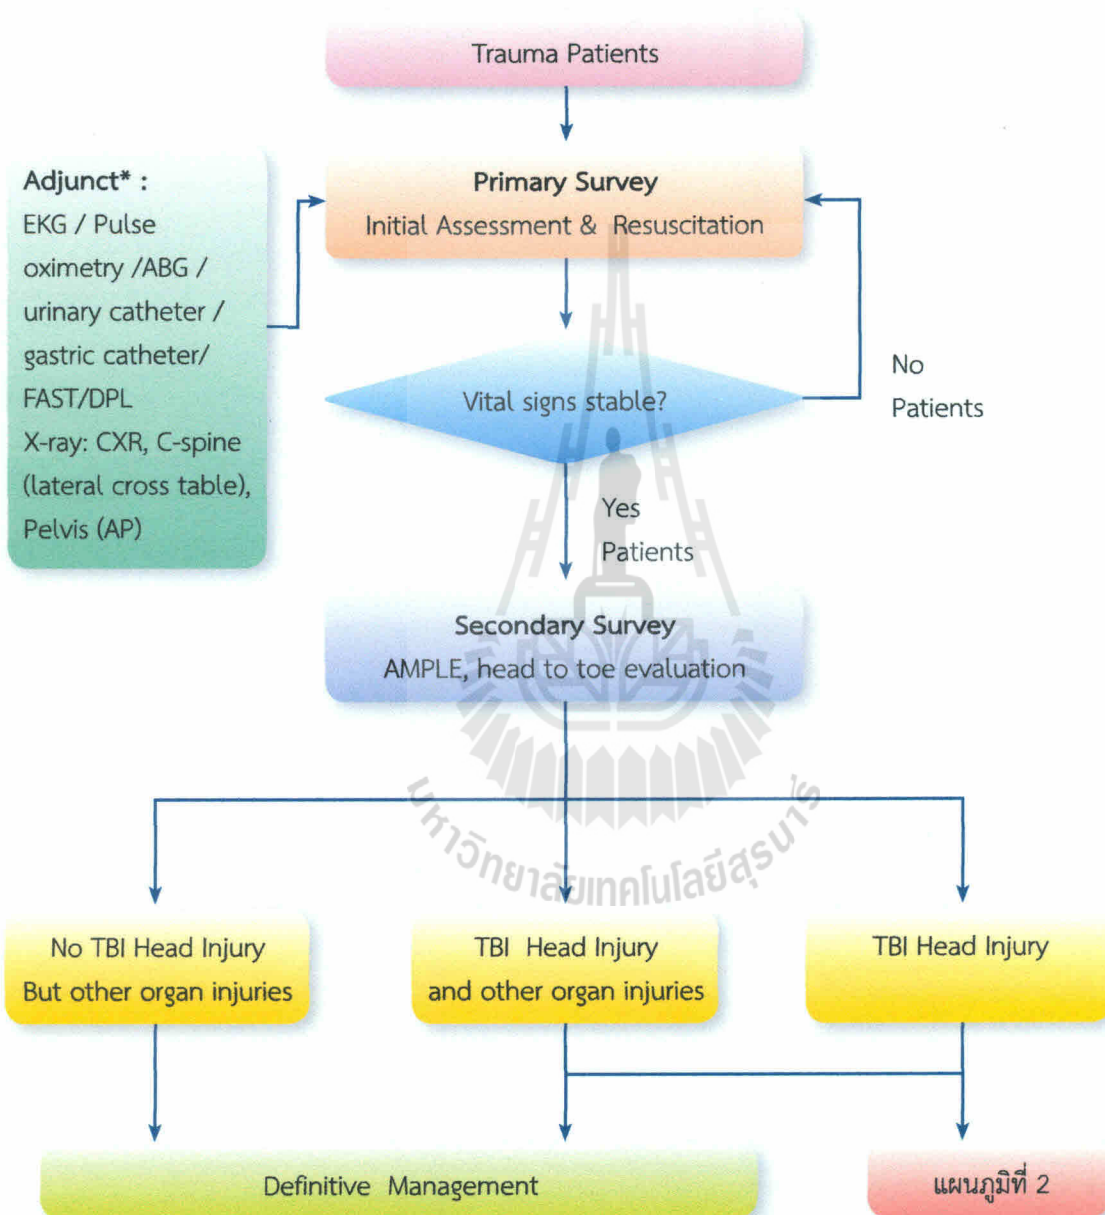 Trauma Patients
Adjunct* :
EKG / Pulse
oximetry /ABG /
urinary catheter /
gastric catheter/
FAST/DPL
X-ray: CXR, C-spine
(lateral cross table),
Pelvis (AP)
Primary Survey
Initial Assessment & Resuscitation
Vital signs stable?
No
Patients
Yes
Patients
Secondary Survey
AMPLE, head to toe evaluation
มหาวิทยาลัยเทคโนโลยีสุรนารี
No TBI Head Injury
But other organ injuries
TBI Head Injury
and other organ injuries
TBI Head Injury
Definitive Management
แผนภูมิที่ 2